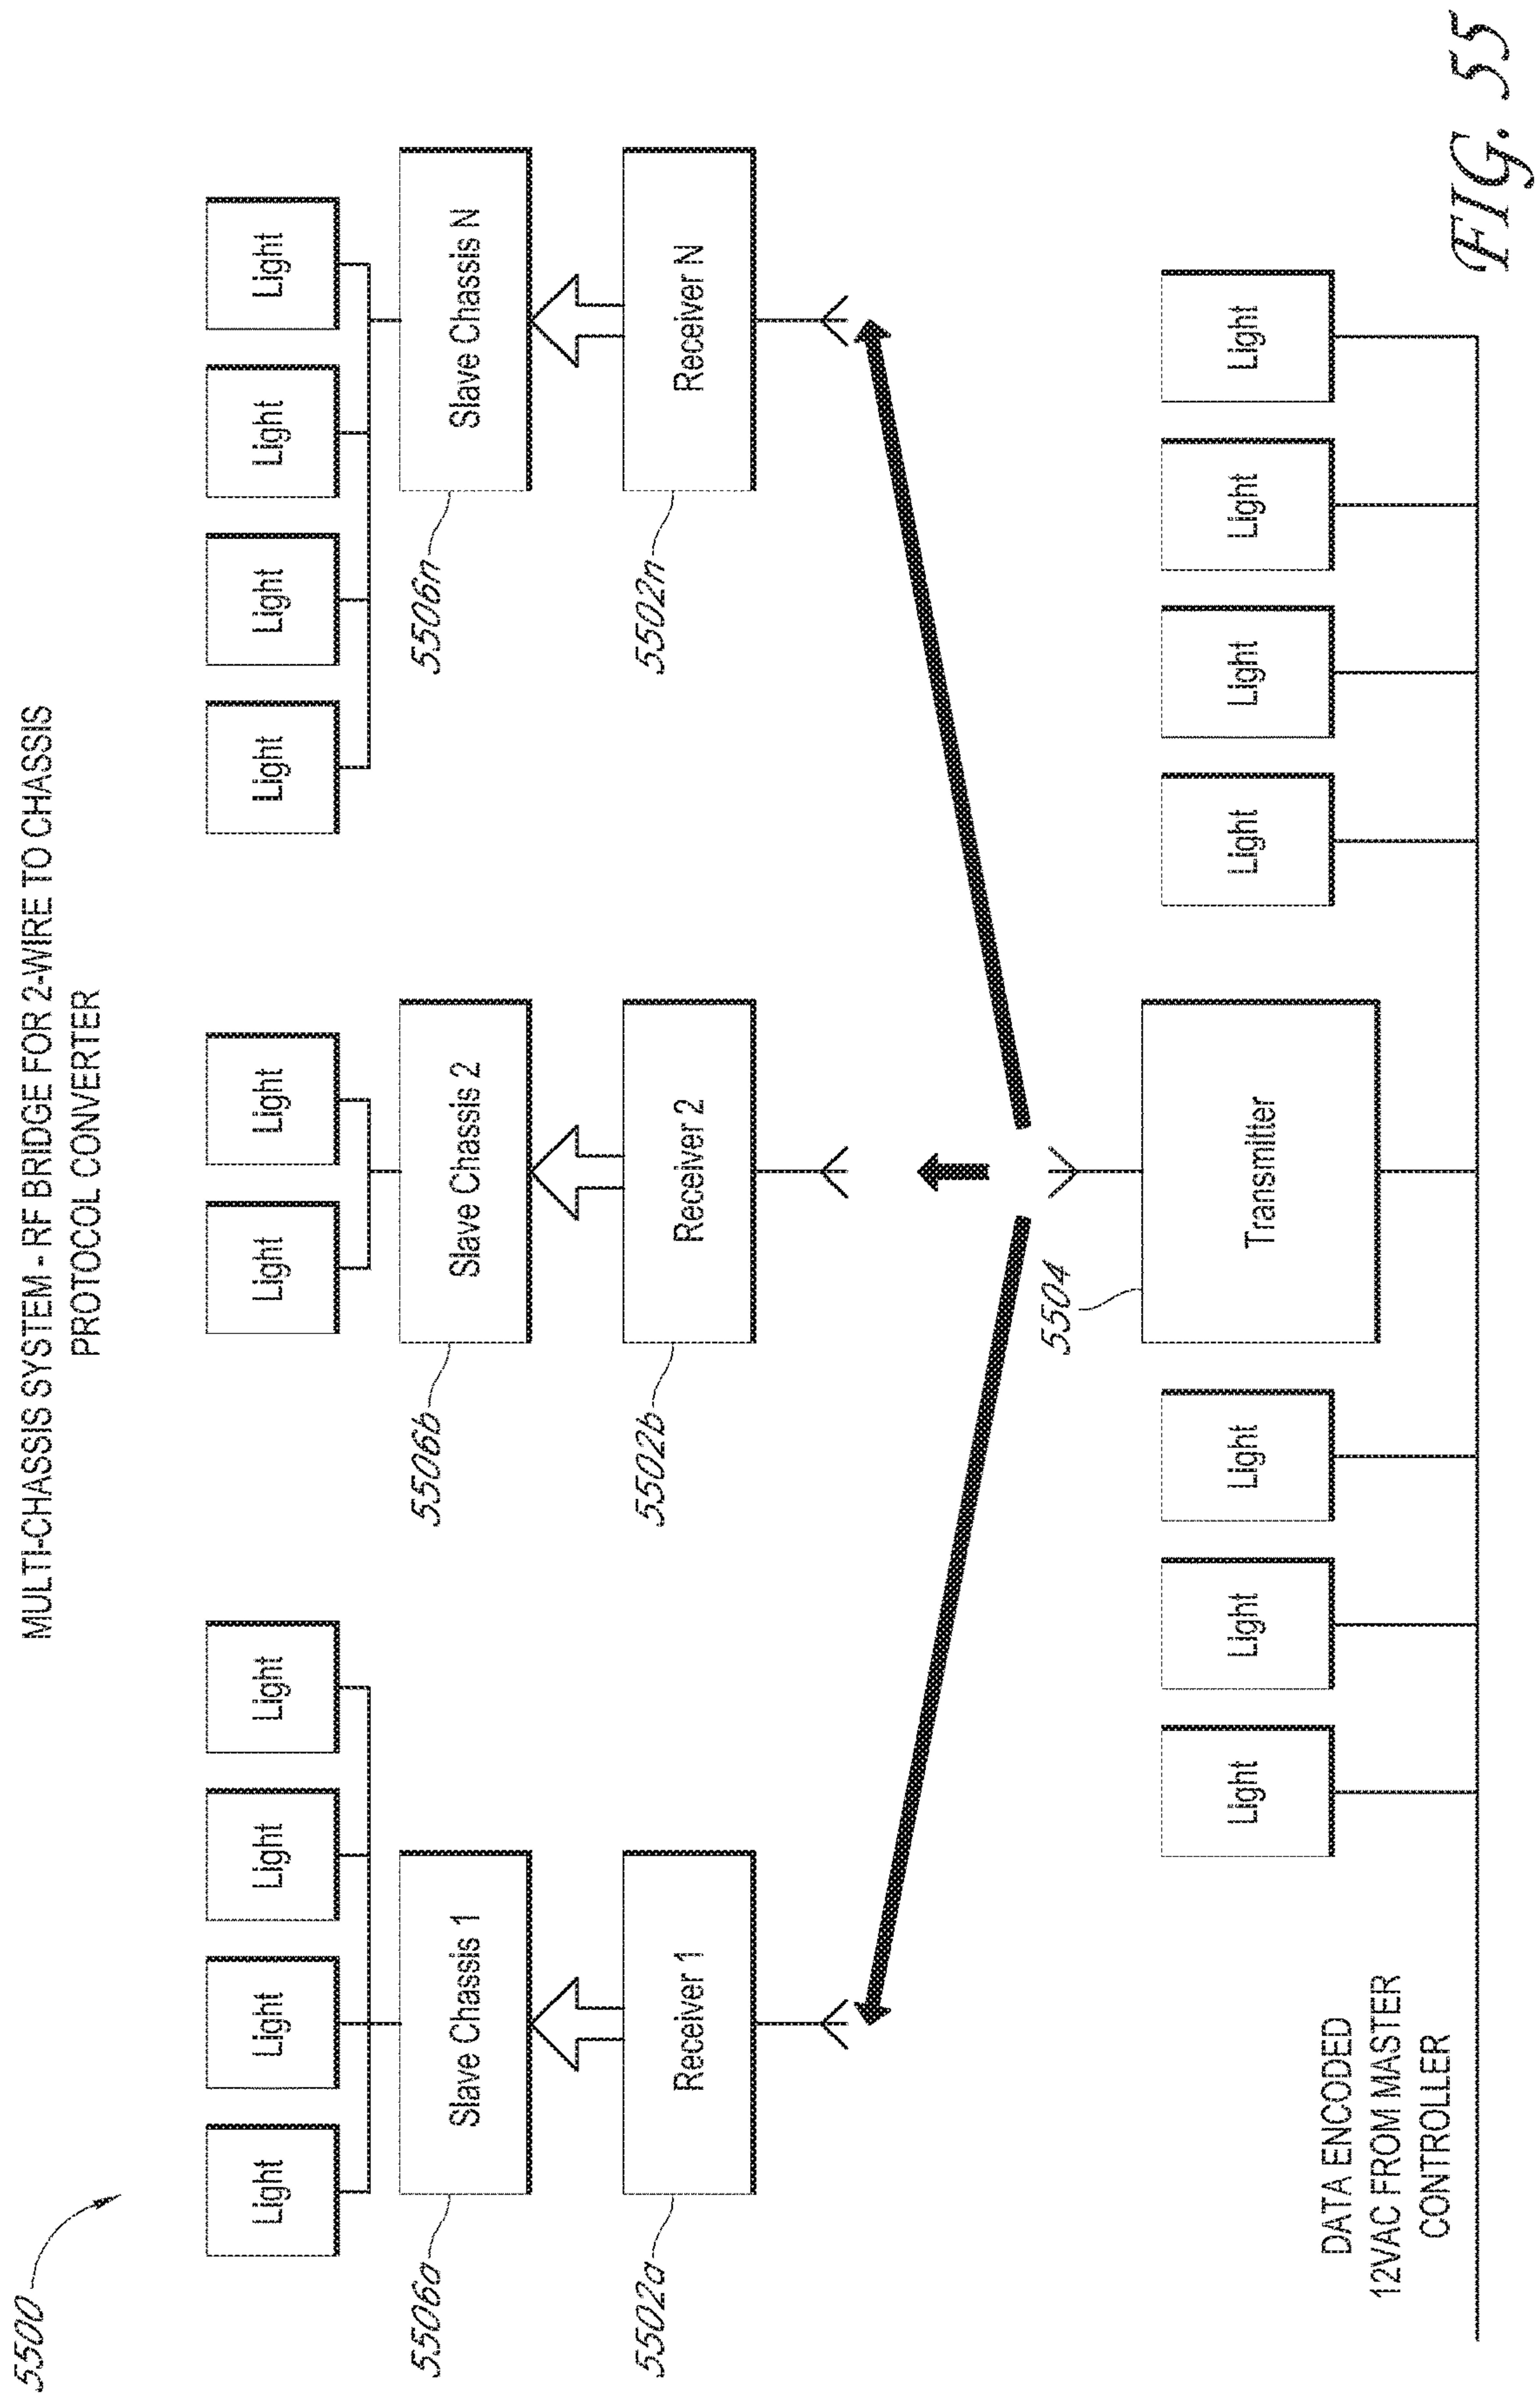 5500
MULTI-CHASSIS SYSTEM - RF BRIDGE FOR 2-WIRE TO CHASSIS
PROTOCOL CONVERTER
Light
Light
Light
Light
Light
Light
Light
Light
Light
Light
5506a
Slave Chassis 1
5506b
Slave Chassis 2
5506n
Slave Chassis N
5502a
Receiver 1
5502b
Receiver 2
5502n
Receiver N
5504
Transmitter
Light
Light
Light
Light
Light
Light
Light
DATA ENCODED
12VAC FROM MASTER
CONTROLLER
FIG. 55